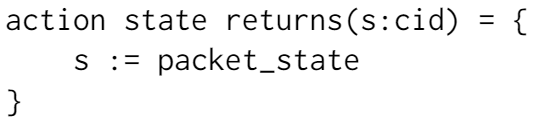 action state returns(s:cid) = {
    s := packet_state
}